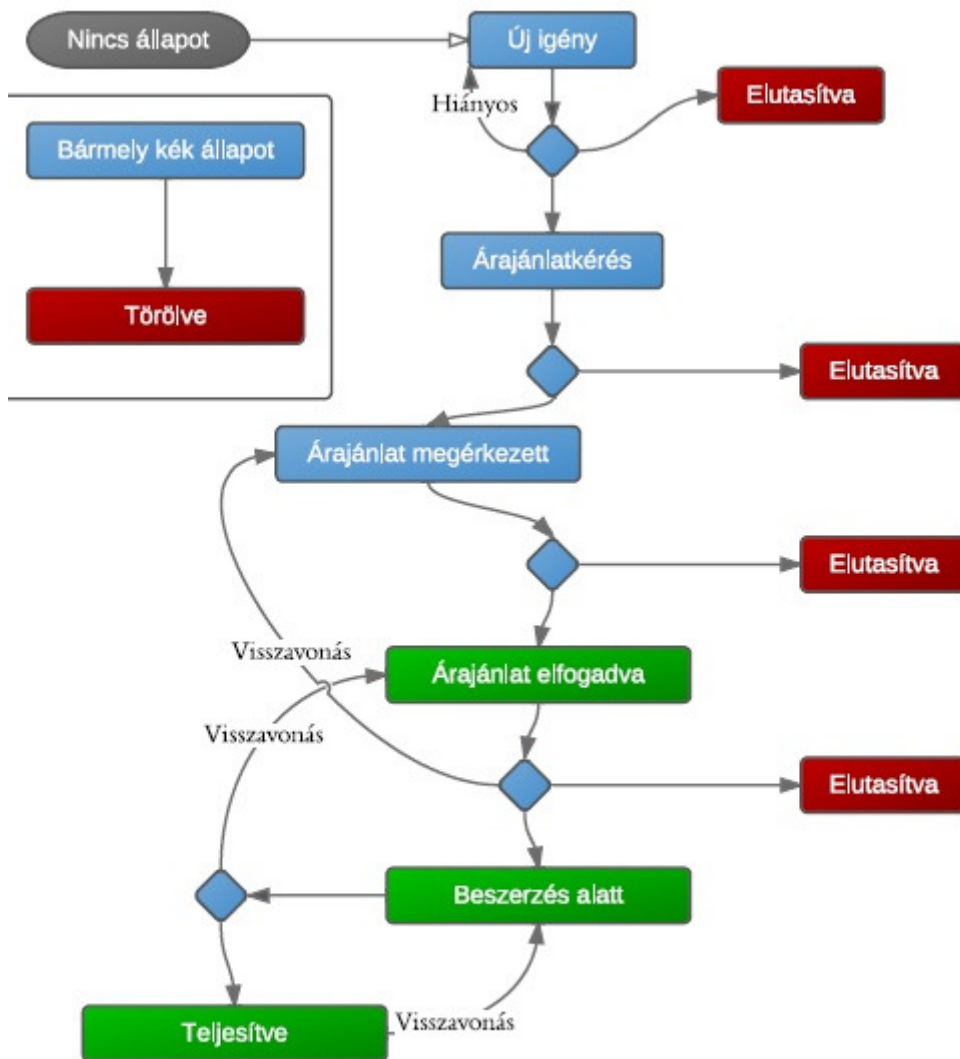 Nincs állapot
Új igény
Hiányos
Elutasítva
Bármely kék állapot
Törölve
Árajánlatkérés
Elutasítva
Árajánlat megérkezett
Elutasítva
Visszavonás
Árajánlat elfogadva
Visszavonás
Elutasítva
Beszerzés alatt
Teljesítve
Visszavonás